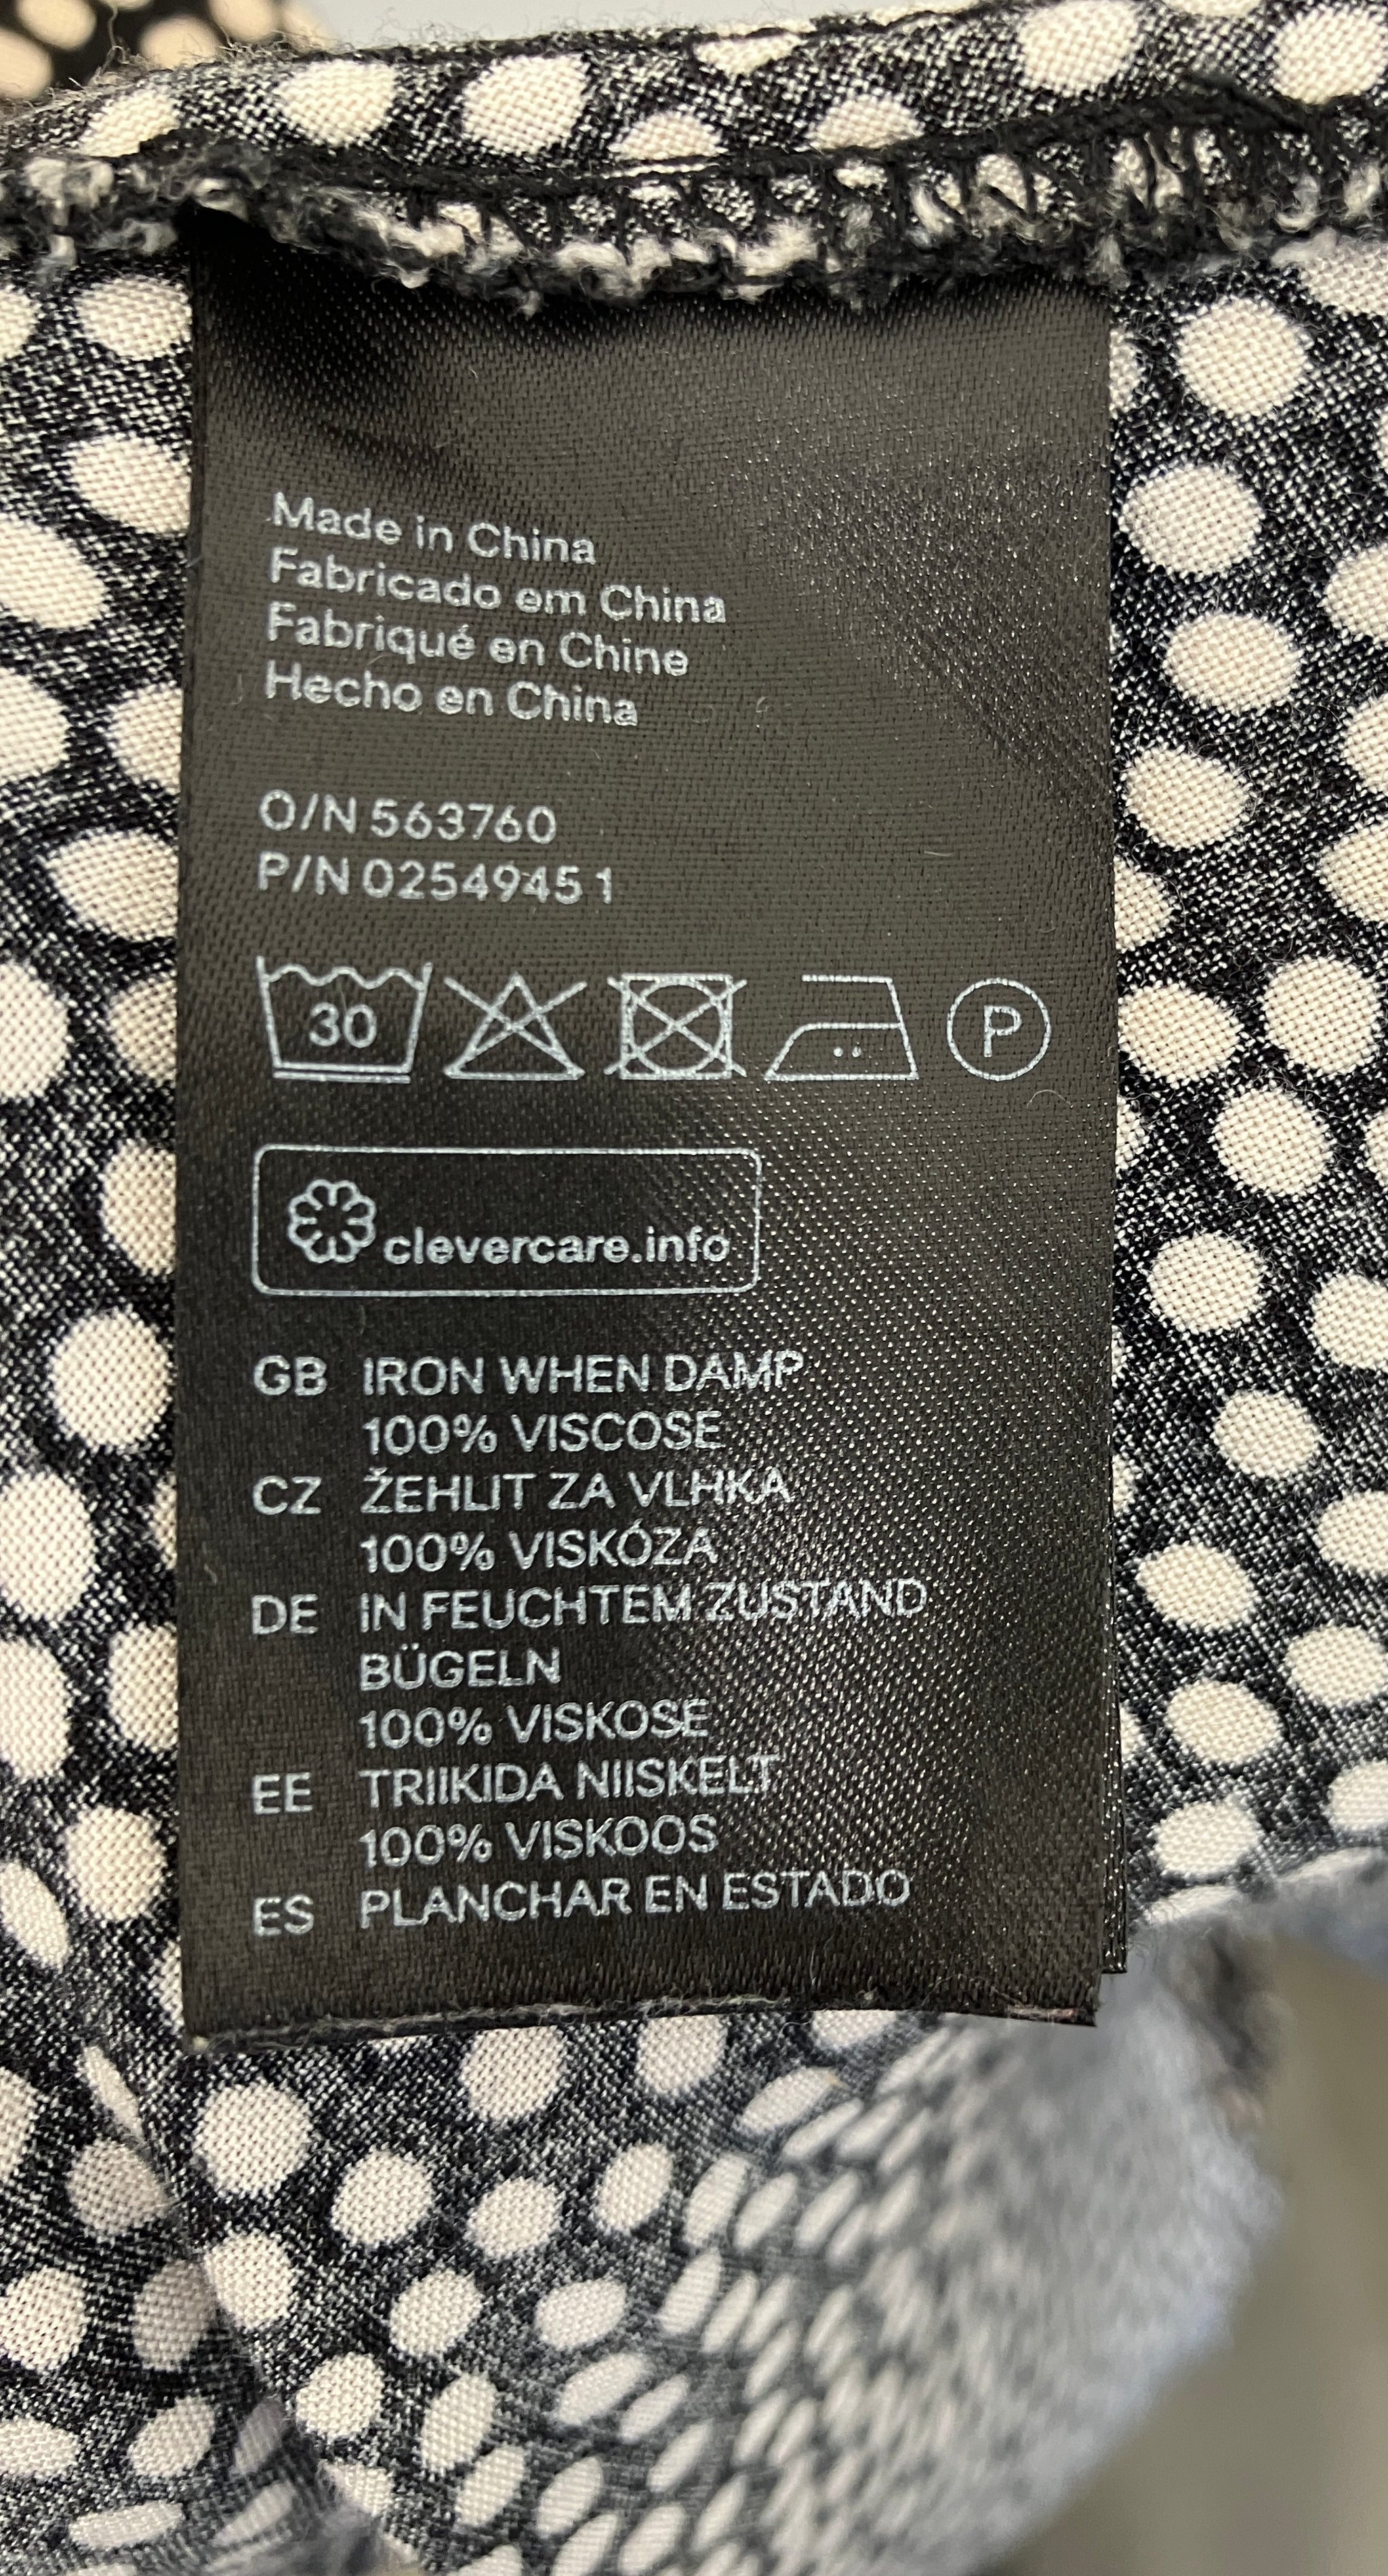 Made in China
Fabricado em China
Fabriqué en Chine
Hecho en China
O/N 563760
P/N 0254945 1
30 P
clevercare.info
GB IRON WHEN DAMP
100% VISCOSE
CZ ŽEHLIT ZA VLHKA
100% VISKÓZA
DE IN FEUCHTEM ZUSTAND
BÜGELN
100% VISKOSE
EE TRIIKIDA NIISKELT
100% VISKOOS
ES PLANCHAR EN ESTADO